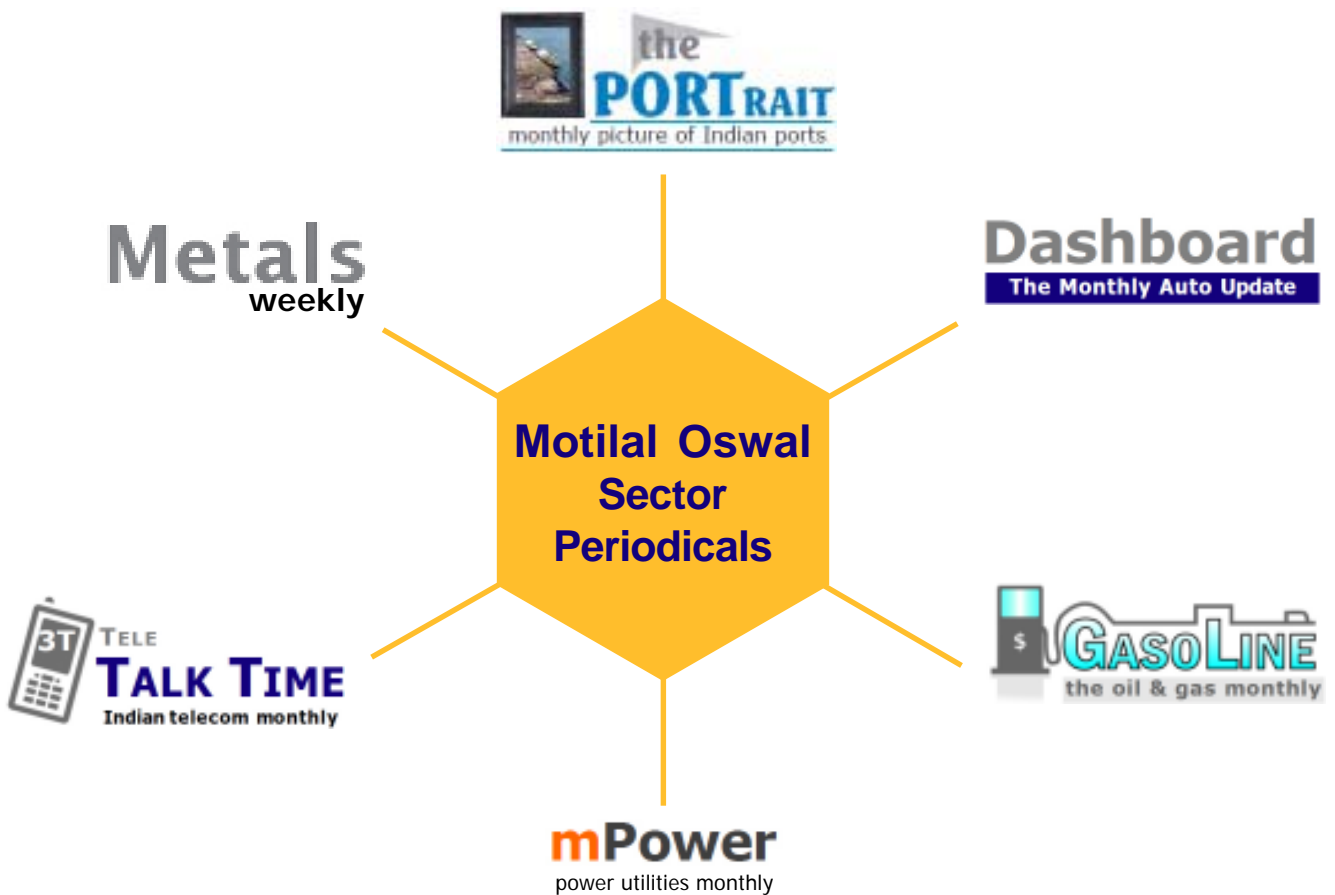 the
PORTRAIT
monthly picture of Indian ports
Metals
weekly
Dashboard
The Monthly Auto Update
Motilal Oswal
Sector
Periodicals
3T
TELE
TALK TIME
Indian telecom monthly
$
GASOLINE
the oil & gas monthly
mPower
power utilities monthly